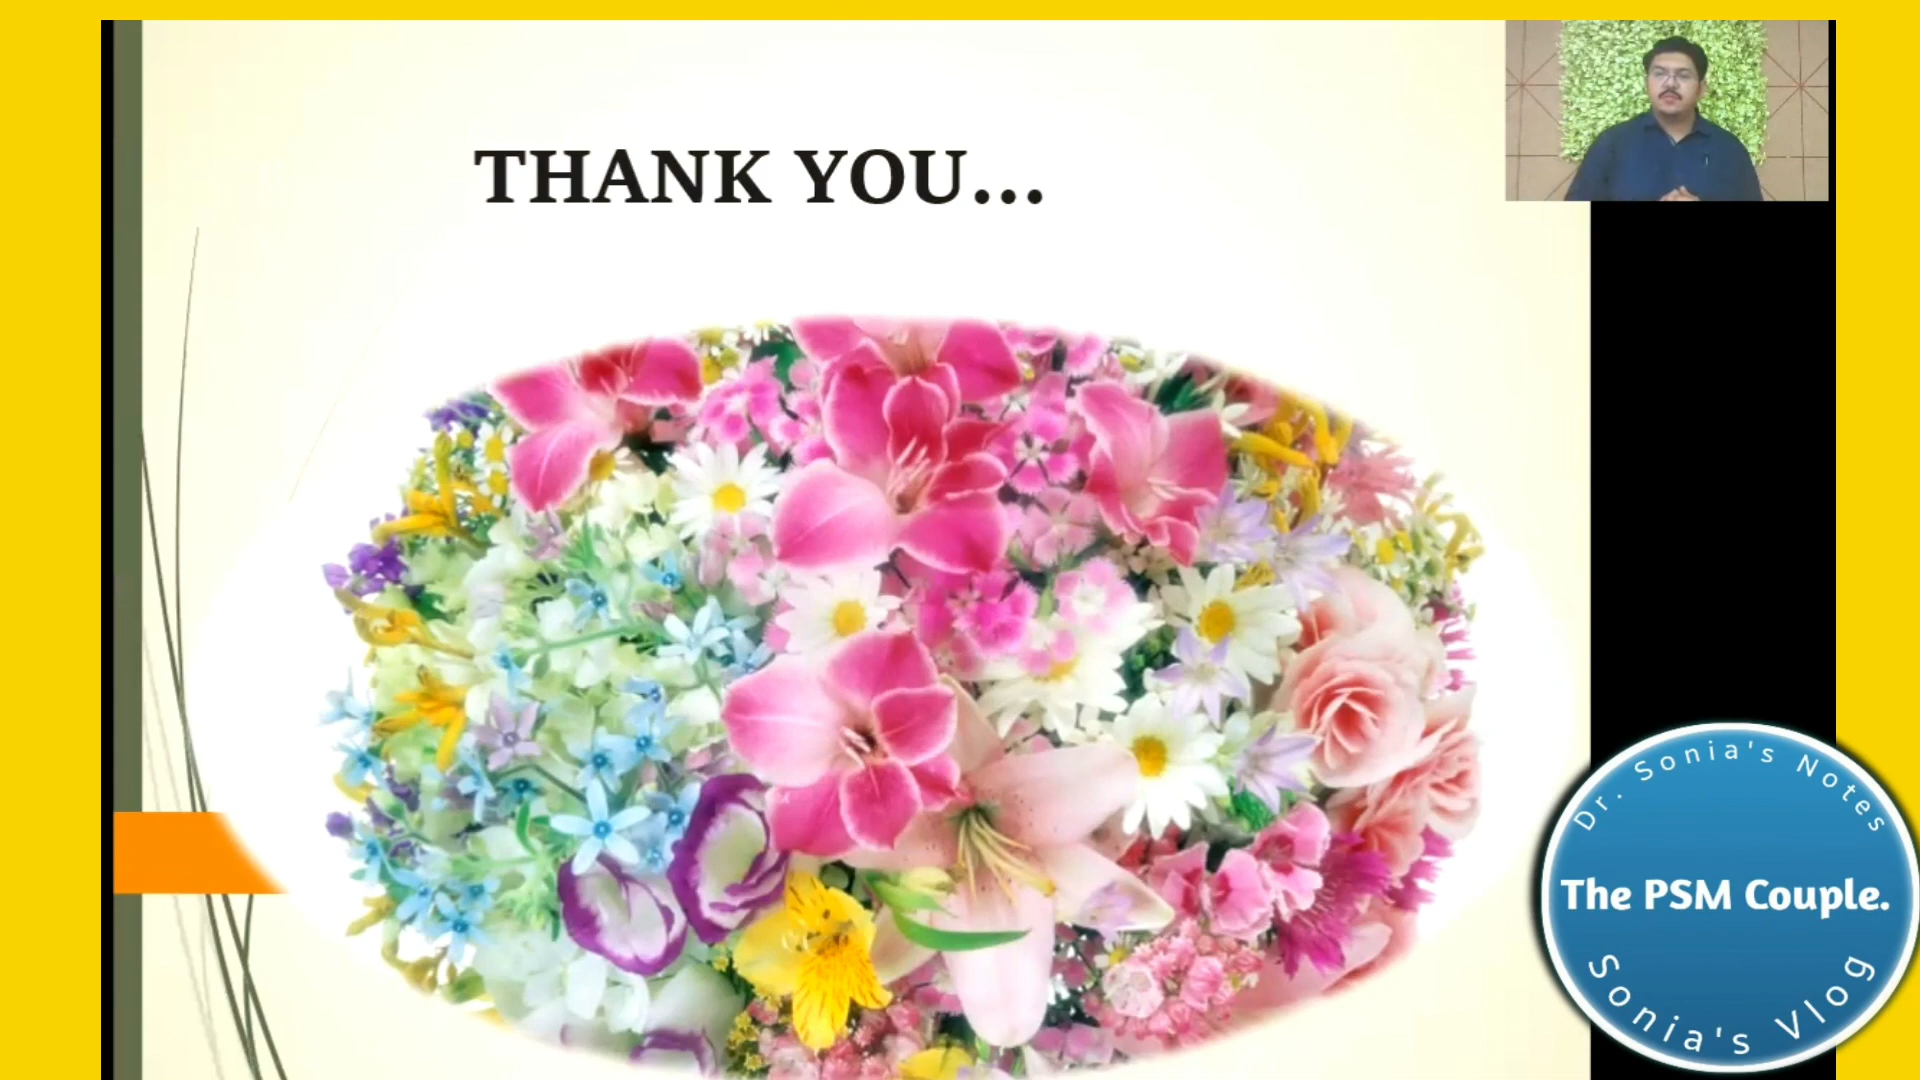 THANK YOU...
Dr. Sonia's Notes
The PSM Couple.
Sonia's Vlog